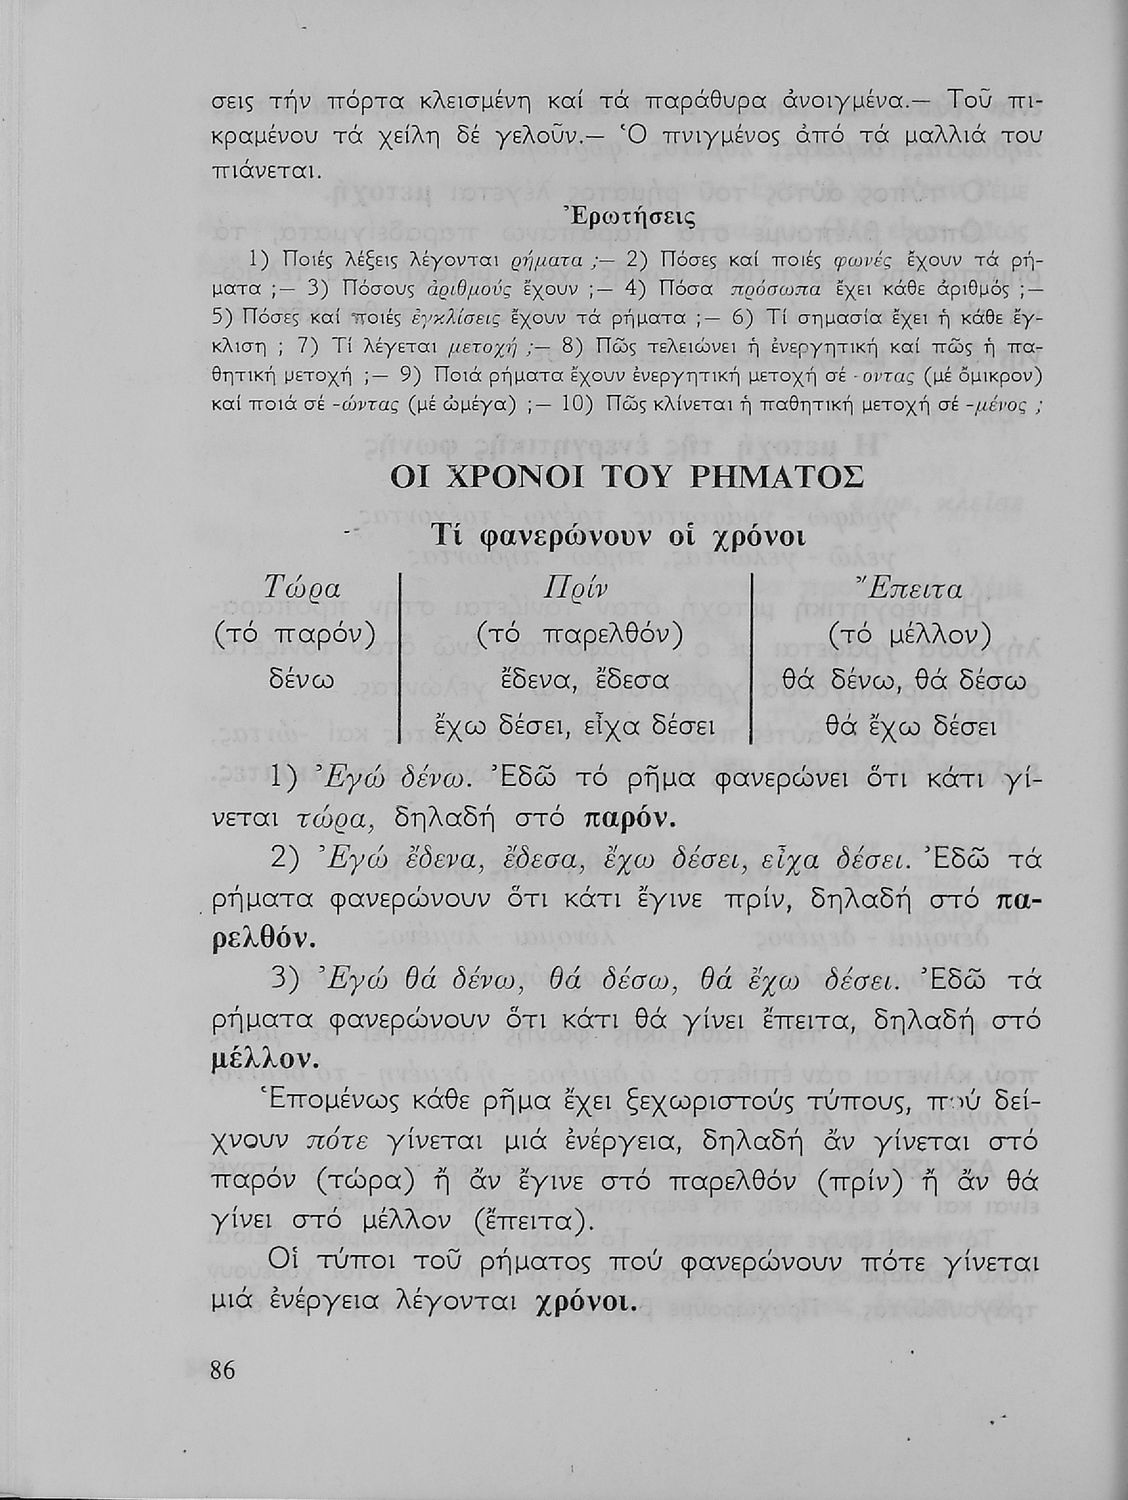 σεις τήν πόρτα κλεισμένη καί τά παράθυρα ἀνοιγμένα.— Τοῦ πι-
κραμένου τά χείλη δέ γελοῦν.— Ὁ πνιγμένος ἀπό τά μαλλιά του
πιάνεται.
Ἐρωτήσεις
1) Ποιές λέξεις λέγονται ρήματα ;— 2) Πόσες καί ποιές φωνές ἔχουν τά ρή-
ματα ;— 3) Πόσους ἀριθμούς ἔχουν ;— 4) Πόσα πρόσωπα ἔχει κάθε ἀριθμός ;—
5) Πόσες καί ποιές ἐγκλίσεις ἔχουν τά ρήματα ;— 6) Τί σημασία ἔχει ἡ κάθε ἔγ-
κλιση ; 7) Τί λέγεται μετοχή ;— 8) Πῶς τελειώνει ἡ ἐνεργητική καί πῶς ἡ πα-
θητική μετοχή ;— 9) Ποιά ρήματα ἔχουν ἐνεργητική μετοχή σέ -οντας (μέ ὄμικρον)
καί ποιά σέ -ώντας (μέ ὠμέγα) ;— 10) Πῶς κλίνεται ἡ παθητική μετοχή σέ -μένος ;
ΟΙ ΧΡΟΝΟΙ ΤΟΥ ΡΗΜΑΤΟΣ
Τί φανερώνουν οἱ χρόνοι
Τώρα Πρίν Ἔπειτα
(τό παρόν) (τό παρελθόν) (τό μέλλον)
δένω ἔδενα, ἔδεσα θά δένω, θά δέσω
ἔχω δέσει, εἶχα δέσει θά ἔχω δέσει
1) Ἐγώ δένω. Ἐδῶ τό ρῆμα φανερώνει ὅτι κάτι γί-
νεται τώρα, δηλαδή στό παρόν.
2) Ἐγώ ἔδενα, ἔδεσα, ἔχω δέσει, εἶχα δέσει. Ἐδῶ τά
ρήματα φανερώνουν ὅτι κάτι ἔγινε πρίν, δηλαδή στό πα-
ρελθόν.
3) Ἐγώ θά δένω, θά δέσω, θά ἔχω δέσει. Ἐδῶ τά
ρήματα φανερώνουν ὅτι κάτι θά γίνει ἔπειτα, δηλαδή στό
μέλλον.
Ἑπομένως κάθε ρῆμα ἔχει ξεχωριστούς τύπους, πού δεί-
χνουν πότε γίνεται μιά ἐνέργεια, δηλαδή ἄν γίνεται στό
παρόν (τώρα) ἤ ἄν ἔγινε στό παρελθόν (πρίν) ἤ ἄν θά
γίνει στό μέλλον (ἔπειτα).
Οἱ τύποι τοῦ ρήματος πού φανερώνουν πότε γίνεται
μιά ἐνέργεια λέγονται χρόνοι.
86